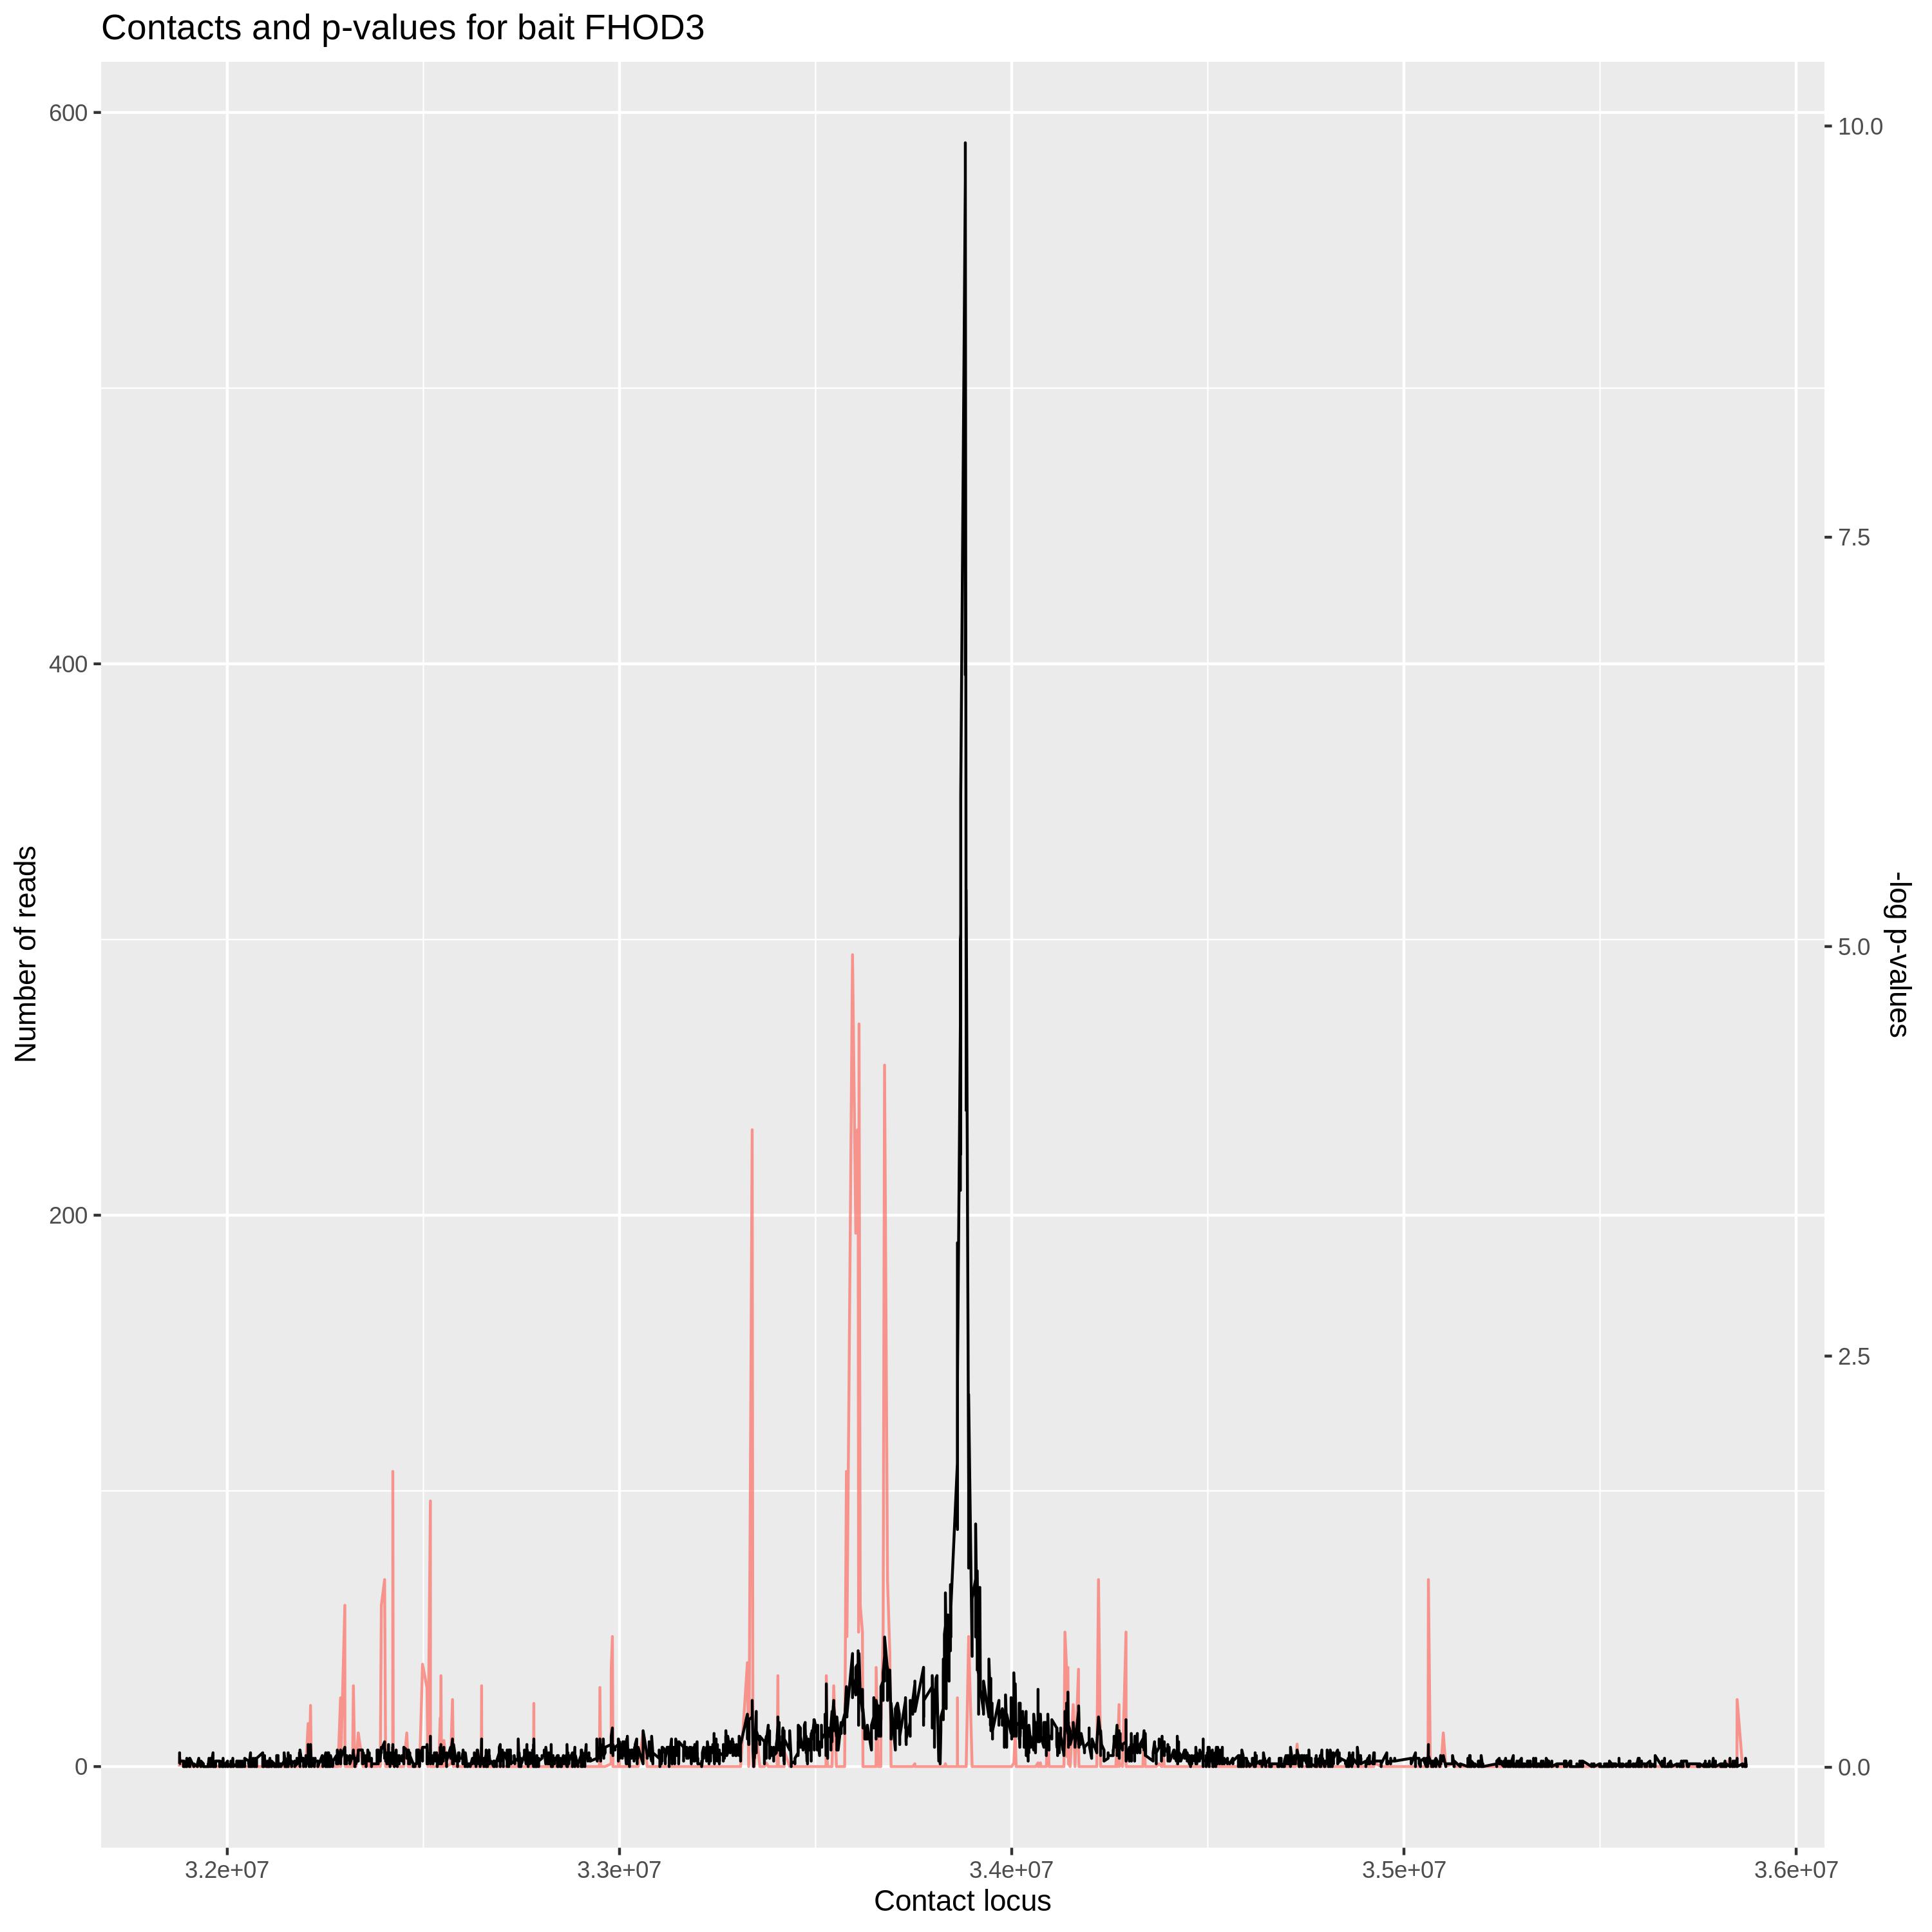 Contacts and p-values for bait FHOD3
600
400
200
0
Number of reads
10.0
7.5
5.0
2.5
0.0
-log p-values
3.2e+07 3.3e+07 3.4e+07 3.5e+07 3.6e+07
Contact locus